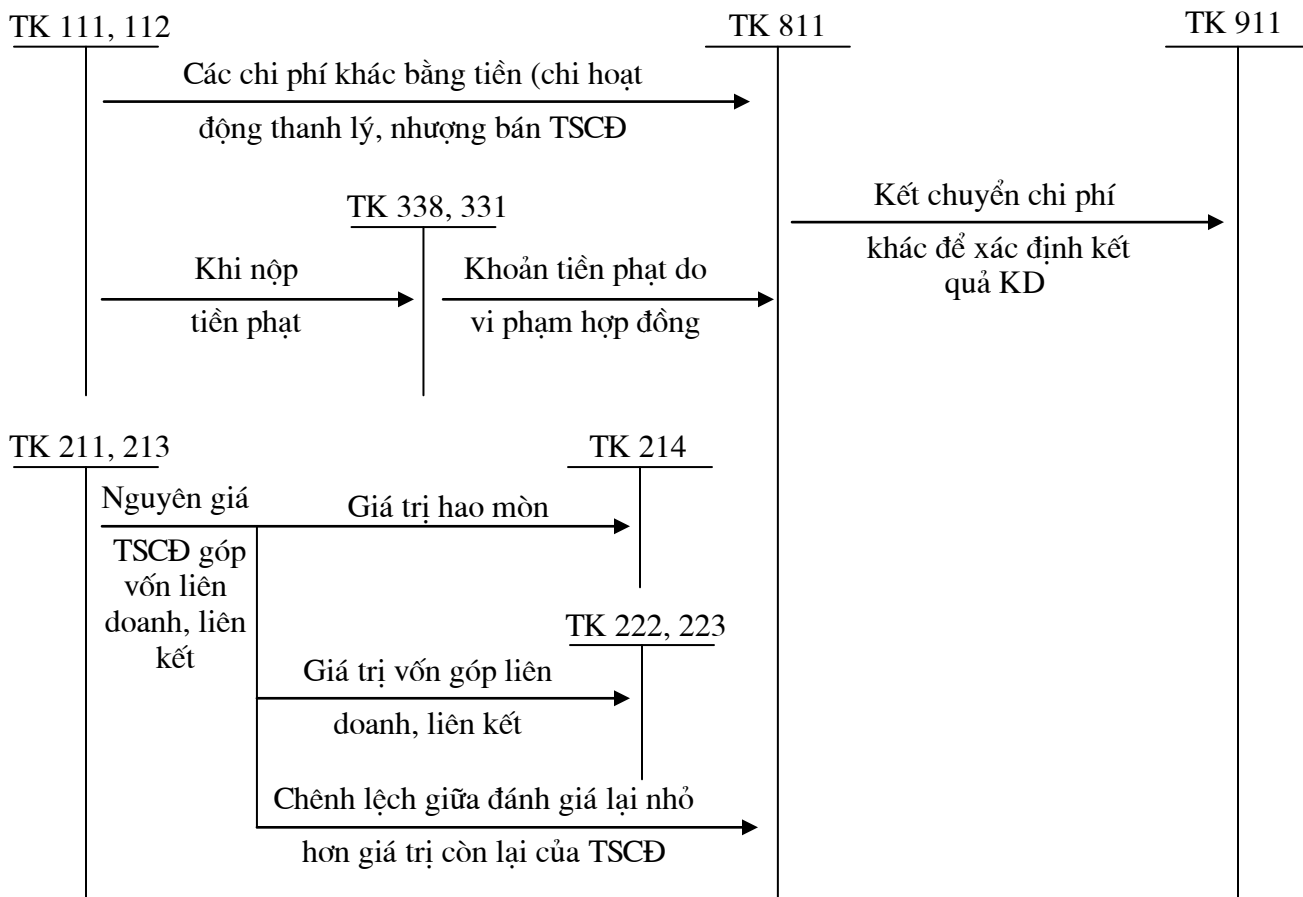 TK 111, 112
TK 811
TK 911
Các chi phí khác bằng tiền (chi hoạt
động thanh lý, nhượng bán TSCĐ
TK 338, 331
Kết chuyển chi phí
khác để xác định kết
quả KD
Khi nộp
tiền phạt
Khoản tiền phạt do
vi phạm hợp đồng
TK 211, 213
TK 214
Nguyên giá
TSCĐ góp
vốn liên
doanh, liên
kết
Giá trị hao mòn
TK 222, 223
Giá trị vốn góp liên
doanh, liên kết
Chênh lệch giữa đánh giá lại nhỏ
hơn giá trị còn lại của TSCĐ